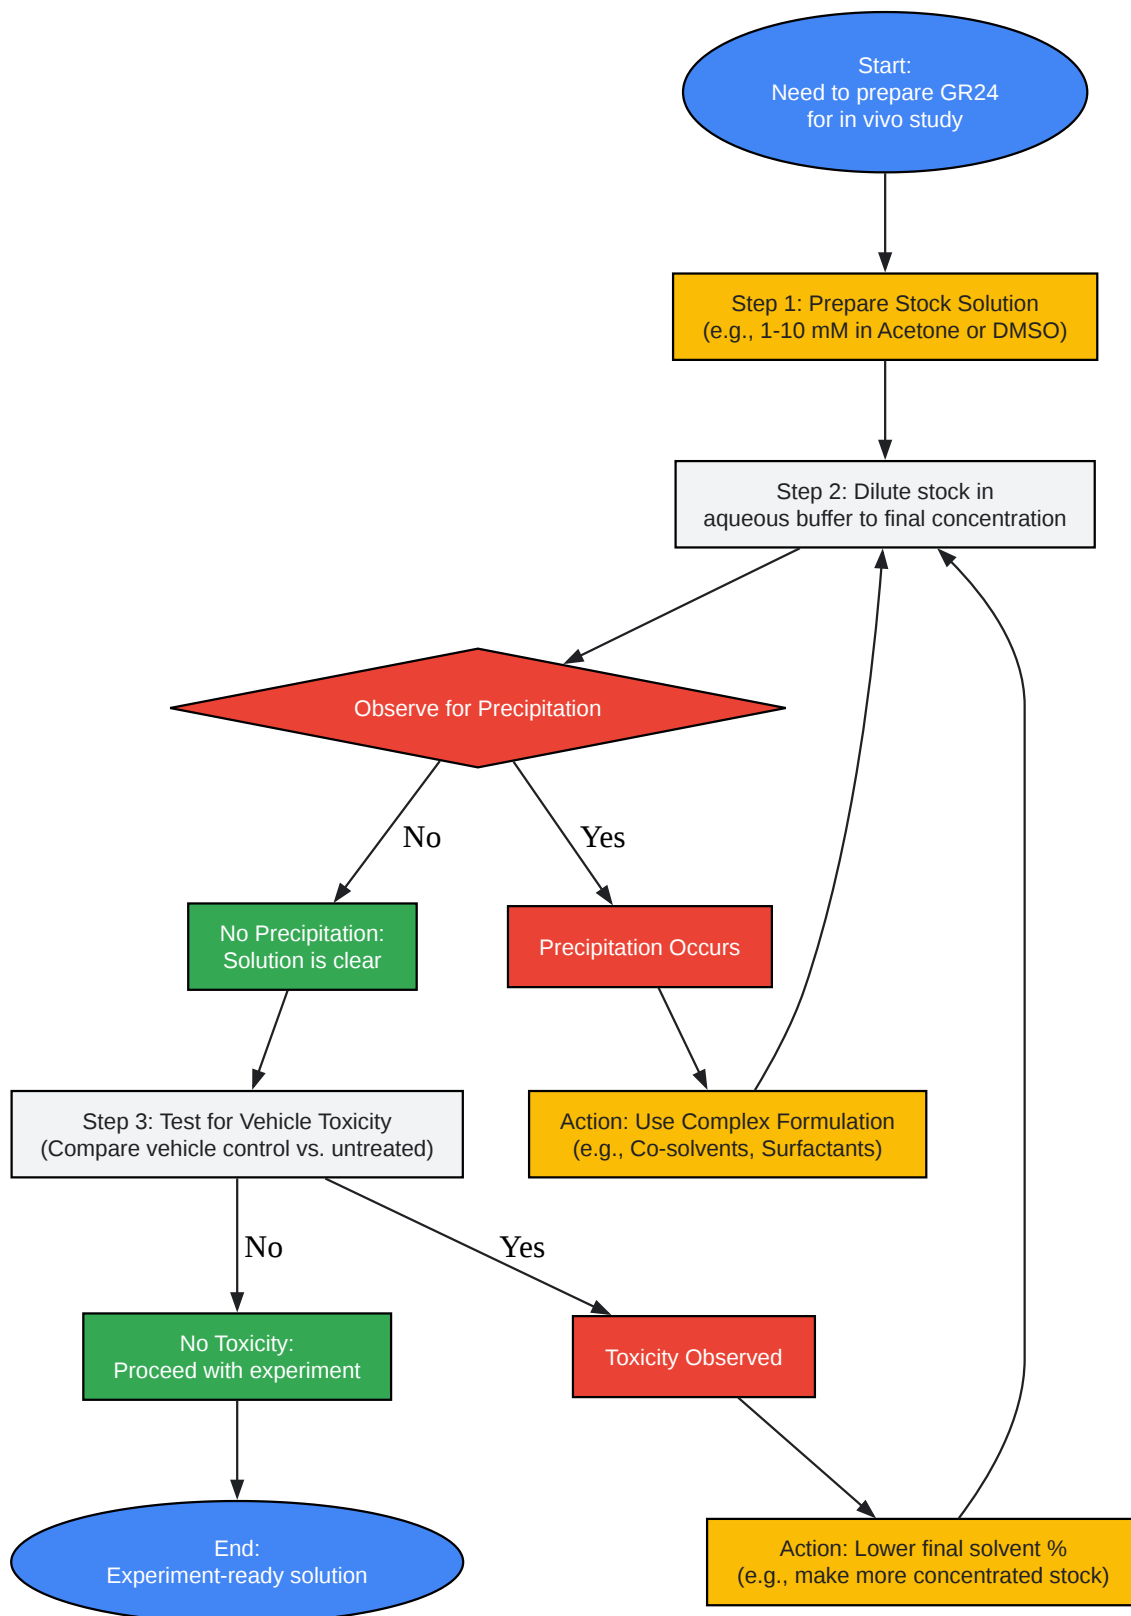 Start:
Need to prepare GR24
for in vivo study
Step 1: Prepare Stock Solution
(e.g., 1-10 mM in Acetone or DMSO)
Step 2: Dilute stock in
aqueous buffer to final concentration
Observe for Precipitation
No
Yes
No Precipitation:
Solution is clear
Precipitation Occurs
Step 3: Test for Vehicle Toxicity
(Compare vehicle control vs. untreated)
Action: Use Complex Formulation
(e.g., Co-solvents, Surfactants)
No
Yes
No Toxicity:
Proceed with experiment
Toxicity Observed
End:
Experiment-ready solution
Action: Lower final solvent %
(e.g., make more concentrated stock)